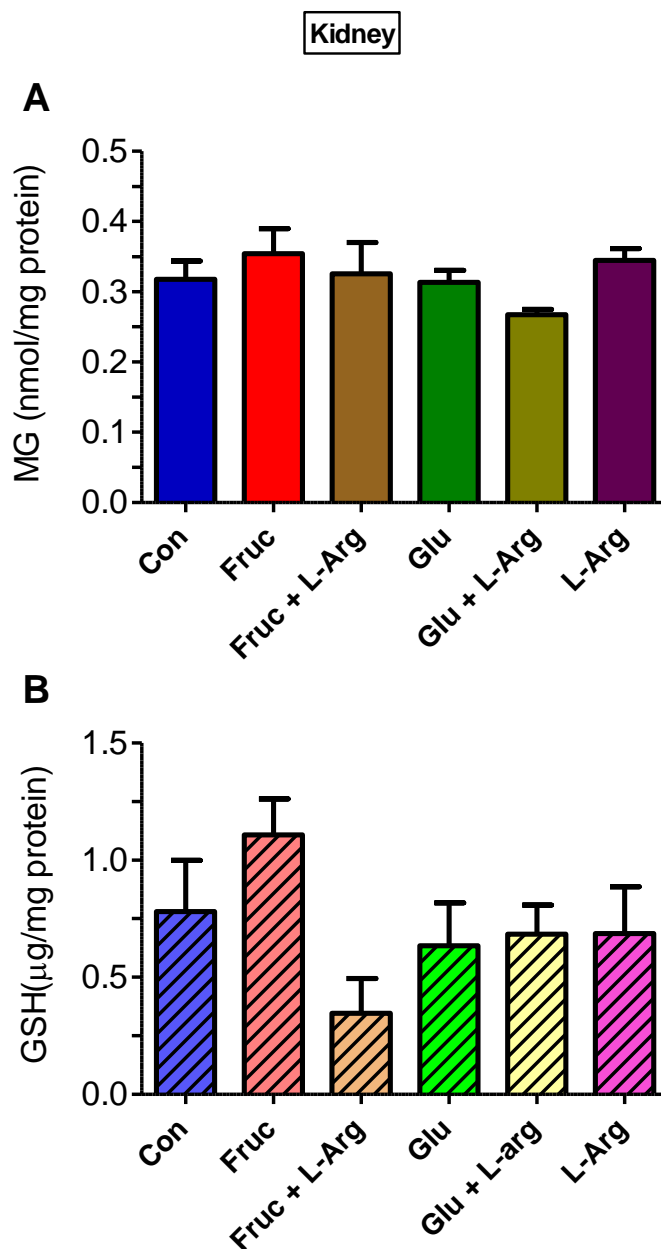 Kidney
A
MG (nmol/mg protein)
0.5
0.4
0.3
0.2
0.1
0.0
Con
Fruc
Fruc + L-Arg
Glu
Glu + L-Arg
L-Arg
B
GSH(µg/mg protein)
1.5
1.0
0.5
0.0
Con
Fruc
Fruc + L-Arg
Glu
Glu + L-arg
L-Arg